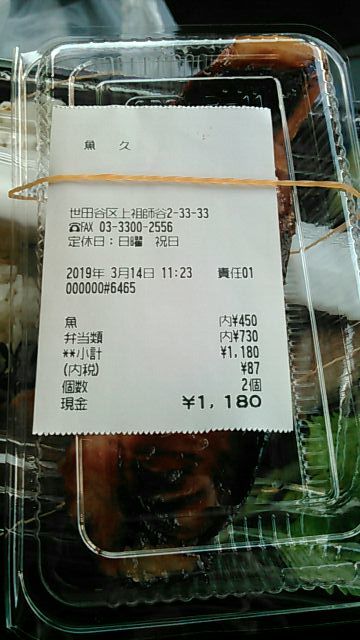 魚 久
世田谷区上祖師谷2-33-33
☎FAX 03-3300-2556
定休日:日曜 祝日
2019年 3月14日 11:23 責任01
000000#6465
魚 内¥450
弁当類 内¥730
**小計 ¥1,180
(内税) ¥87
個数 2個
現金 ¥1,180